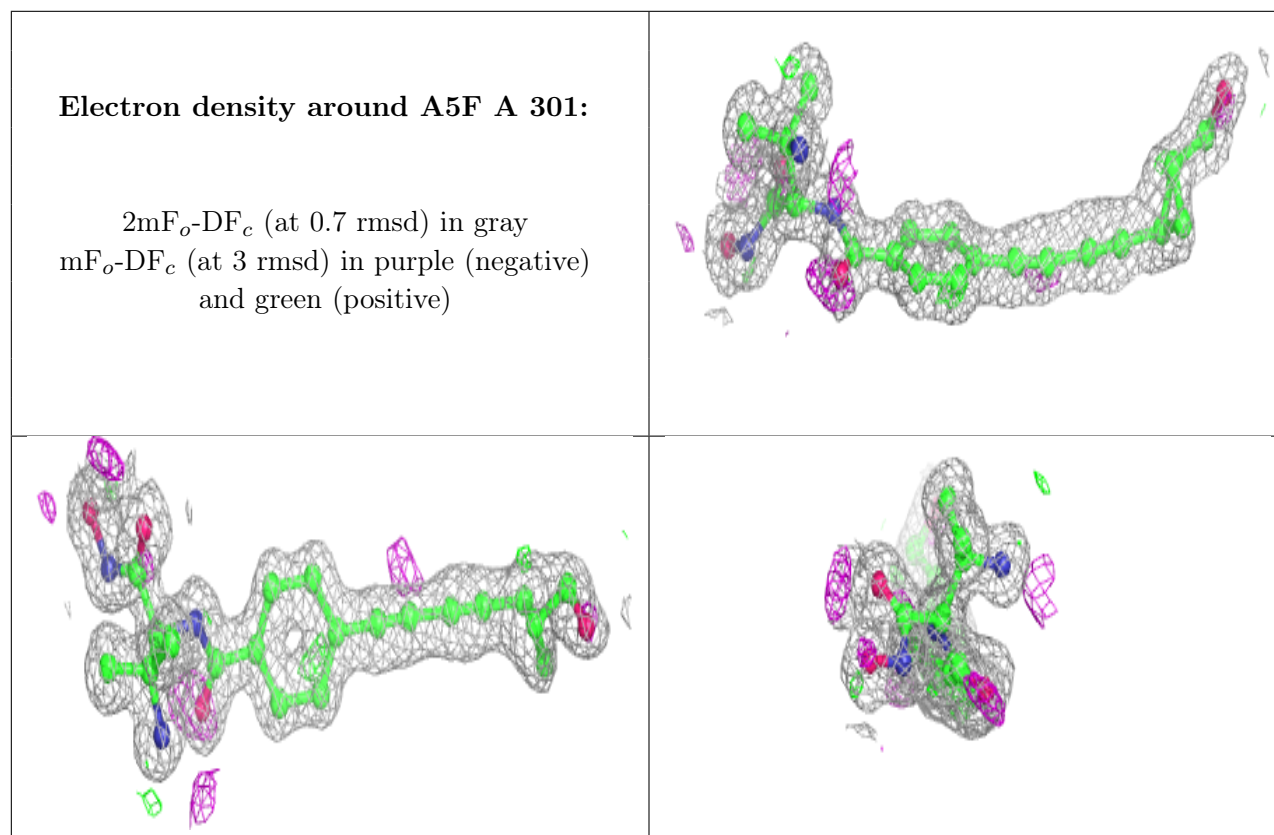 Electron density around A5F A 301:
2mFₒ-DF𝒸 (at 0.7 rmsd) in gray
mFₒ-DF𝒸 (at 3 rmsd) in purple (negative)
and green (positive)